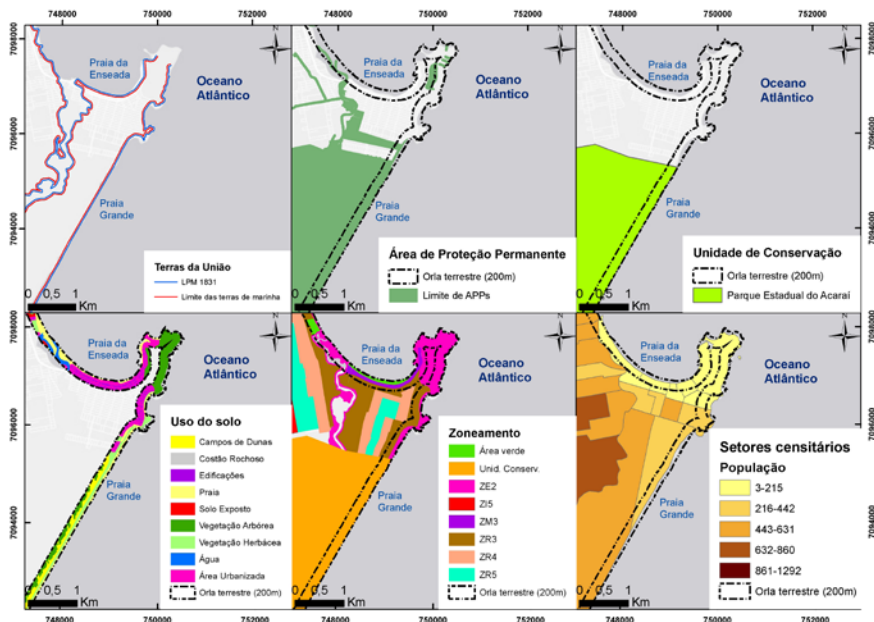 748000 750000 752000
748000 750000 752000
748000 750000 752000
7098000
7096000
7094000
N
Praia da
Enseada
Oceano
Atlântico
Praia
Grande
Terras da União
LPM 1831
Limite das terras de marinha
0 0,5 1
Km
N
Praia da
Enseada
Oceano
Atlântico
Praia
Grande
Área de Proteção Permanente
Orla terrestre (200m)
Limite de APPs
0 0,5 1
Km
N
Praia da
Enseada
Oceano
Atlântico
Praia
Grande
Unidade de Conservação
Orla terrestre (200m)
Parque Estadual do Acaraí
0 0,5 1
Km
7098000
7096000
7094000
7098000
7096000
7094000
N
Praia da
Enseada
Oceano
Atlântico
Praia
Grande
Uso do solo
Campos de Dunas
Costão Rochoso
Edificações
Praia
Solo Exposto
Vegetação Arbórea
Vegetação Herbácea
Água
Área Urbanizada
Orla terrestre (200m)
0 0,5 1
Km
N
Praia da
Enseada
Oceano
Atlântico
Praia
Grande
Zoneamento
Área verde
Unid. Conserv.
ZE2
ZI5
ZM3
ZR3
ZR4
ZR5
Orla terrestre (200m)
0 0,5 1
Km
N
Praia da
Enseada
Oceano
Atlântico
Praia
Grande
Setores censitários
População
3-215
216-442
443-631
632-860
861-1292
Orla terrestre (200m)
0 0,5 1
Km
7098000
7096000
7094000
748000 750000 752000
748000 750000 752000
748000 750000 752000